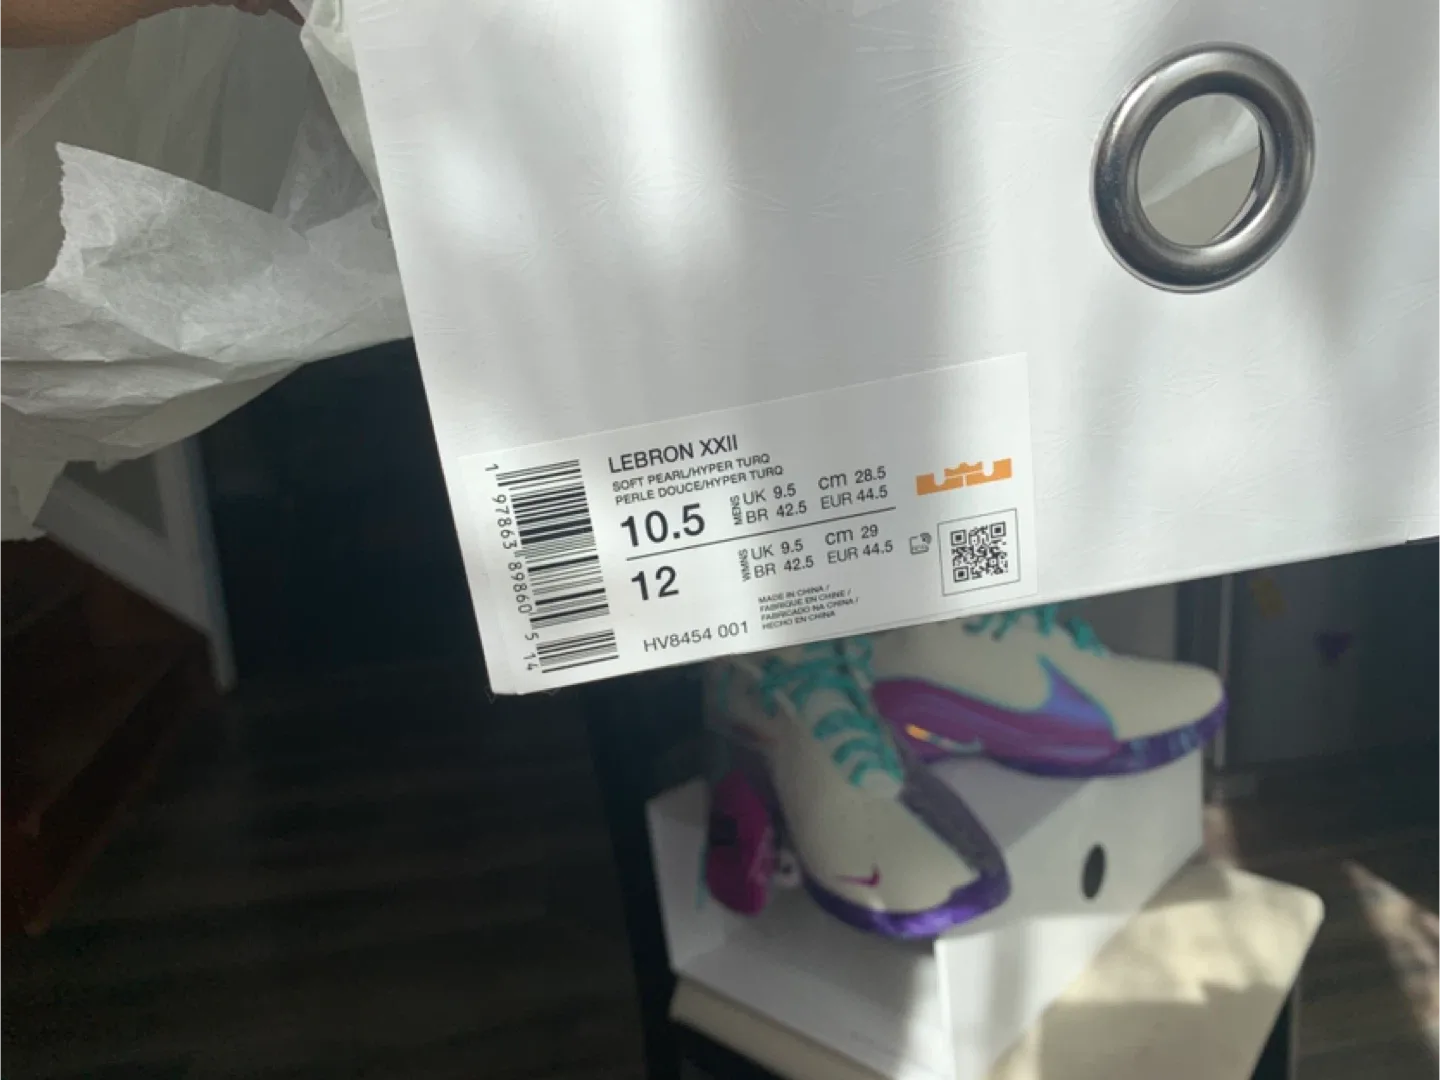 LEBRON XXII
SOFT PEARL/HYPER TURQ
PERLE DOUCE/HYPER TURQ
10.5 MENS UK 9.5 cm 28.5
BR 42.5 EUR 44.5
12 WMNS UK 9.5 cm 29
BR 42.5 EUR 44.5
MADE IN CHINA /
FABRIQUE EN CHINE /
FABRICADO NA CHINA /
HECHO EN CHINA
HV8454 001
1 97863 89860 5 14